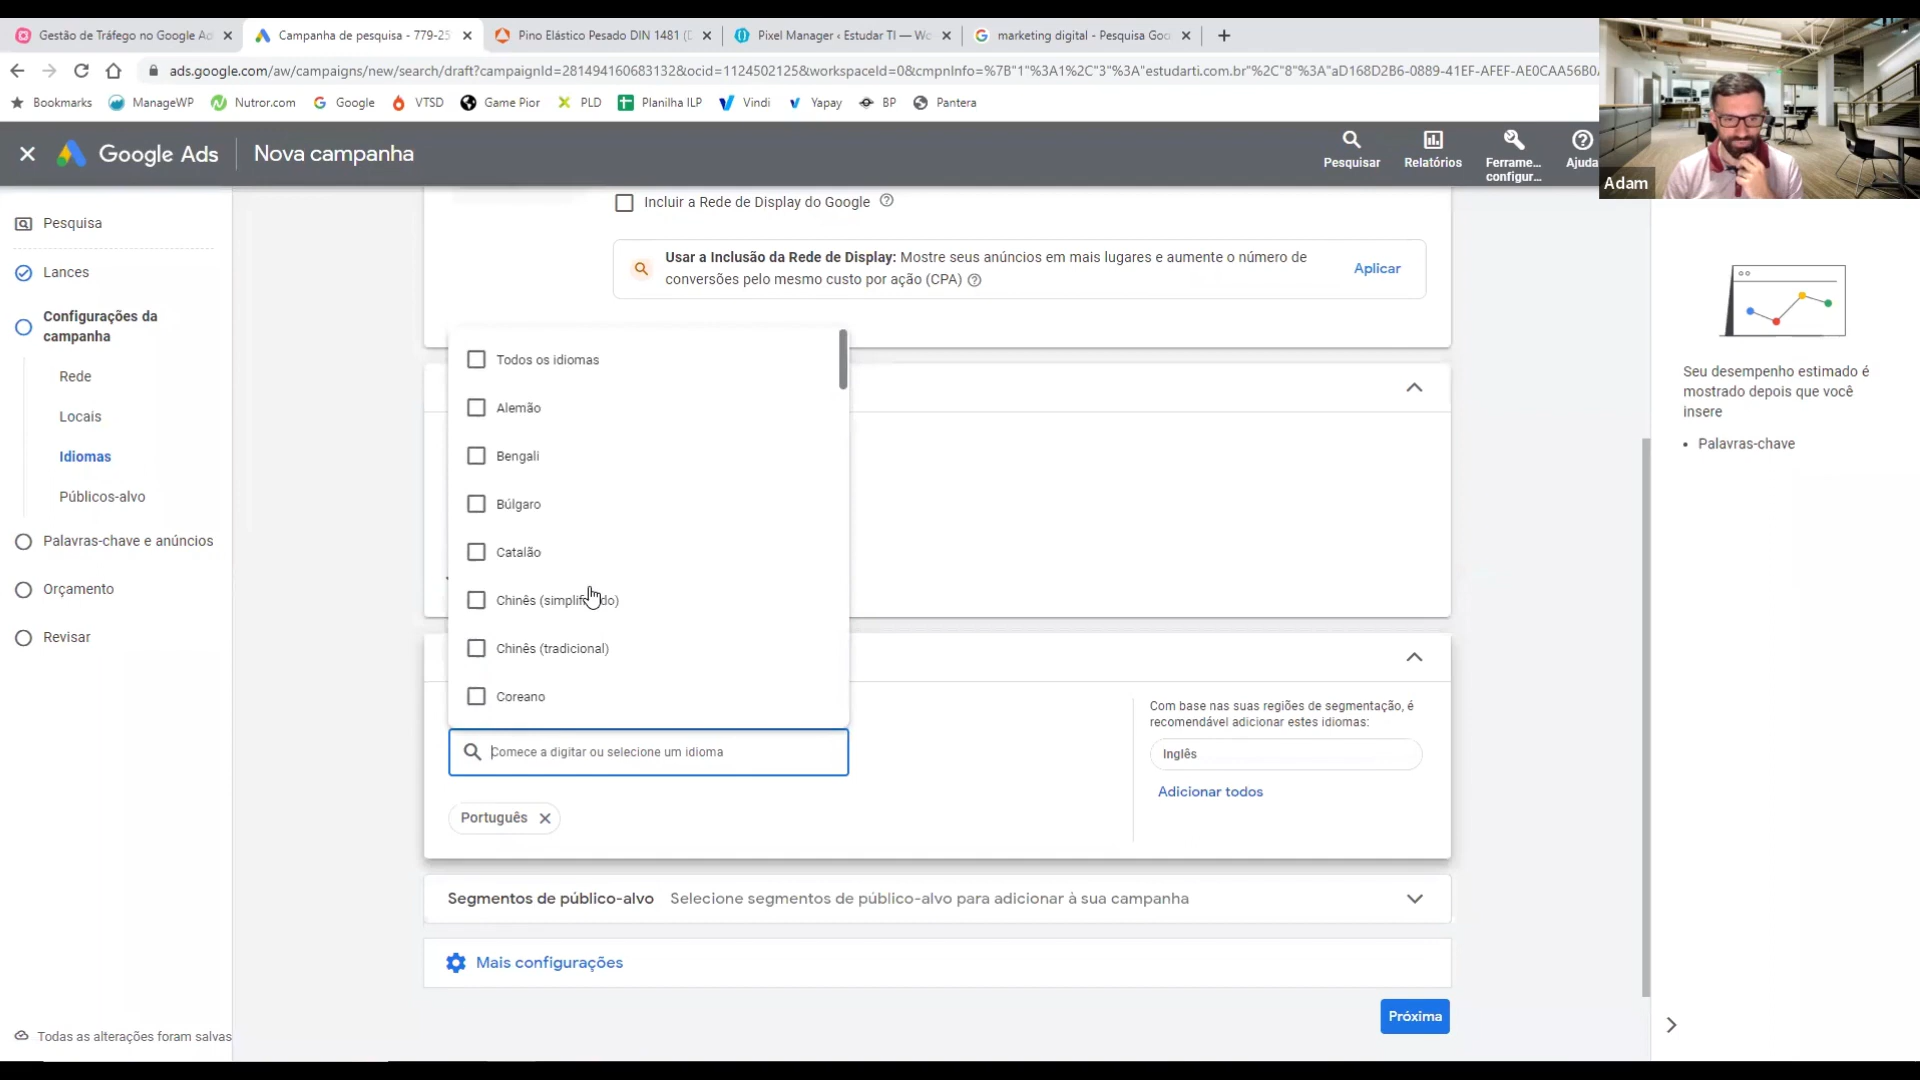 Gestão de Tráfego no Google Ad
Campanha de pesquisa - 779-25
Pino Elástico Pesado DIN 1481 (D
Pixel Manager ‹ Estudar TI — Wo
marketing digital - Pesquisa Goo
ads.google.com/aw/campaigns/new/search/draft?campaignId=281494160683132&ocid=1124502125&workspaceId=0&cmpnInfo=%7B"1"%3A1%2C"3"%3A"estudarti.com.br"%2C"8"%3A"aD168D2B6-0889-41EF-AFEF-AE0CAA56B0
Bookmarks
ManageWP
Nutror.com
Google
VTSD
Game Pior
PLD
Planilha ILP
Vindi
Yapay
BP
Pantera
Google Ads
Nova campanha
Pesquisar
Relatórios
Ferrame...
configur...
Ajuda
Adam
Pesquisa
Lances
Configurações da
campanha
Rede
Locais
Idiomas
Públicos-alvo
Palavras-chave e anúncios
Orçamento
Revisar
Todas as alterações foram salvas
Incluir a Rede de Display do Google
Usar a Inclusão da Rede de Display: Mostre seus anúncios em mais lugares e aumente o número de
conversões pelo mesmo custo por ação (CPA)
Aplicar
Todos os idiomas
Alemão
Bengali
Búlgaro
Catalão
Chinês (simplificado)
Chinês (tradicional)
Coreano
Comece a digitar ou selecione um idioma
Português
Com base nas suas regiões de segmentação, é
recomendável adicionar estes idiomas:
Inglês
Adicionar todos
Segmentos de público-alvo Selecione segmentos de público-alvo para adicionar à sua campanha
Mais configurações
Próxima
Seu desempenho estimado é
mostrado depois que você
insere
• Palavras-chave